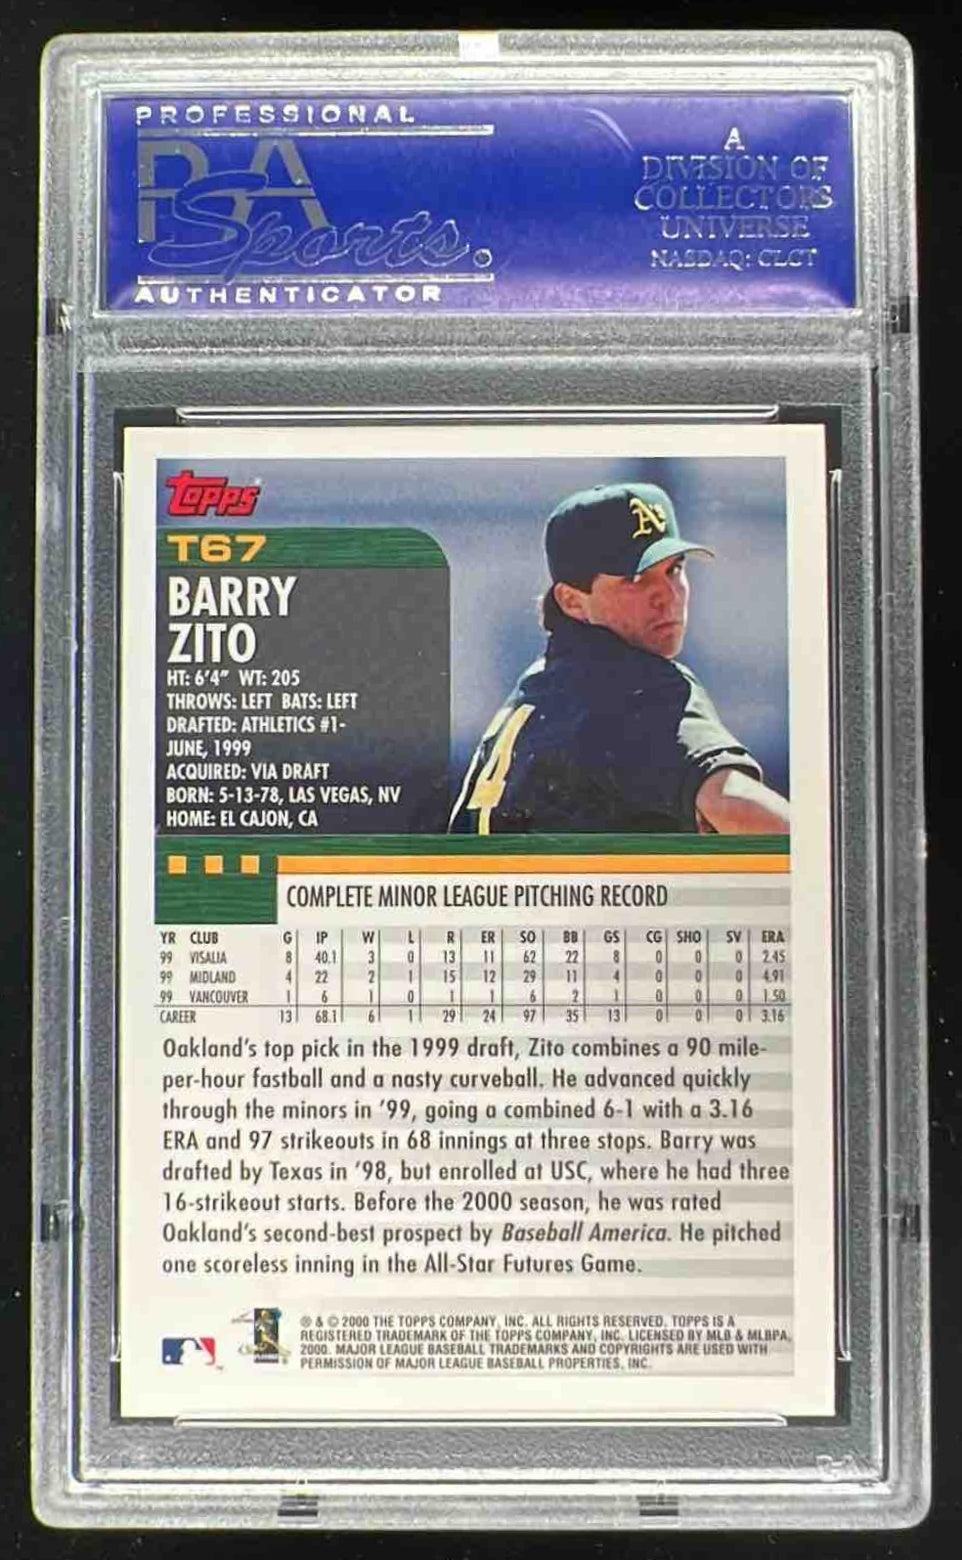 PROFESSIONAL
PSA
Sports
AUTHENTICATOR
A
DIVISION OF
COLLECTORS
UNIVERSE
NASDAQ: CLCT
TOPPS
T67
BARRY
ZITO
HT: 6'4" WT: 205
THROWS: LEFT BATS: LEFT
DRAFTED: ATHLETICS #1-
JUNE, 1999
ACQUIRED: VIA DRAFT
BORN: 5-13-78, LAS VEGAS, NV
HOME: EL CAJON, CA
A's
4
COMPLETE MINOR LEAGUE PITCHING RECORD
YR CLUB G IP W L R ER SO BB GS CG SHO SV ERA
99 VISALIA 8 40.1 3 0 13 11 62 22 8 0 0 0 2.45
99 MIDLAND 4 22 2 1 15 12 29 11 4 0 0 0 4.91
99 VANCOUVER 1 6 1 0 1 1 6 2 1 0 0 0 1.50
CAREER 13 68.1 6 1 29 24 97 35 13 0 0 0 3.16
Oakland's top pick in the 1999 draft, Zito combines a 90 mile-
per-hour fastball and a nasty curveball. He advanced quickly
through the minors in '99, going a combined 6-1 with a 3.16
ERA and 97 strikeouts in 68 innings at three stops. Barry was
drafted by Texas in '98, but enrolled at USC, where he had three
16-strikeout starts. Before the 2000 season, he was rated
Oakland's second-best prospect by Baseball America. He pitched
one scoreless inning in the All-Star Futures Game.
® & © 2000 THE TOPPS COMPANY, INC. ALL RIGHTS RESERVED. TOPPS IS A
REGISTERED TRADEMARK OF THE TOPPS COMPANY, INC. LICENSED BY MLB & MLBPA,
2000. MAJOR LEAGUE BASEBALL TRADEMARKS AND COPYRIGHTS ARE USED WITH
PERMISSION OF MAJOR LEAGUE BASEBALL PROPERTIES, INC.